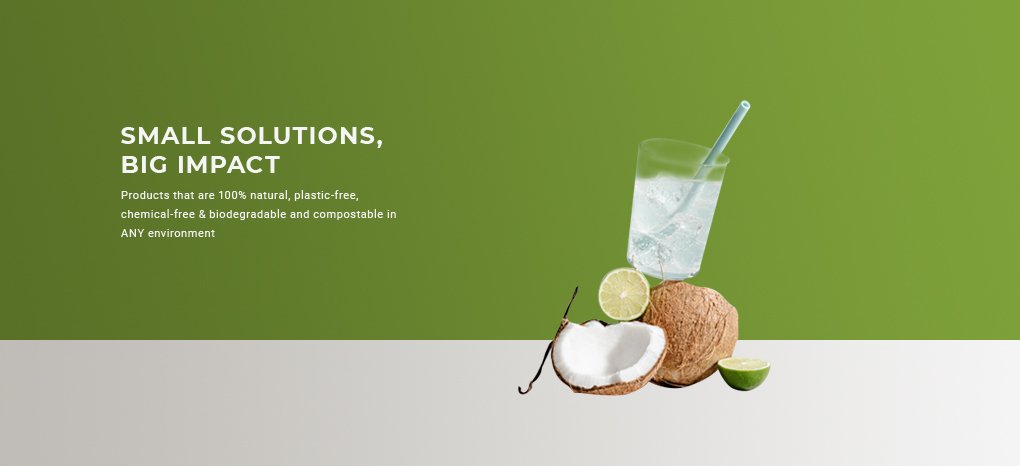 SMALL SOLUTIONS,
BIG IMPACT
Products that are 100% natural, plastic-free,
chemical-free & biodegradable and compostable in
ANY environment